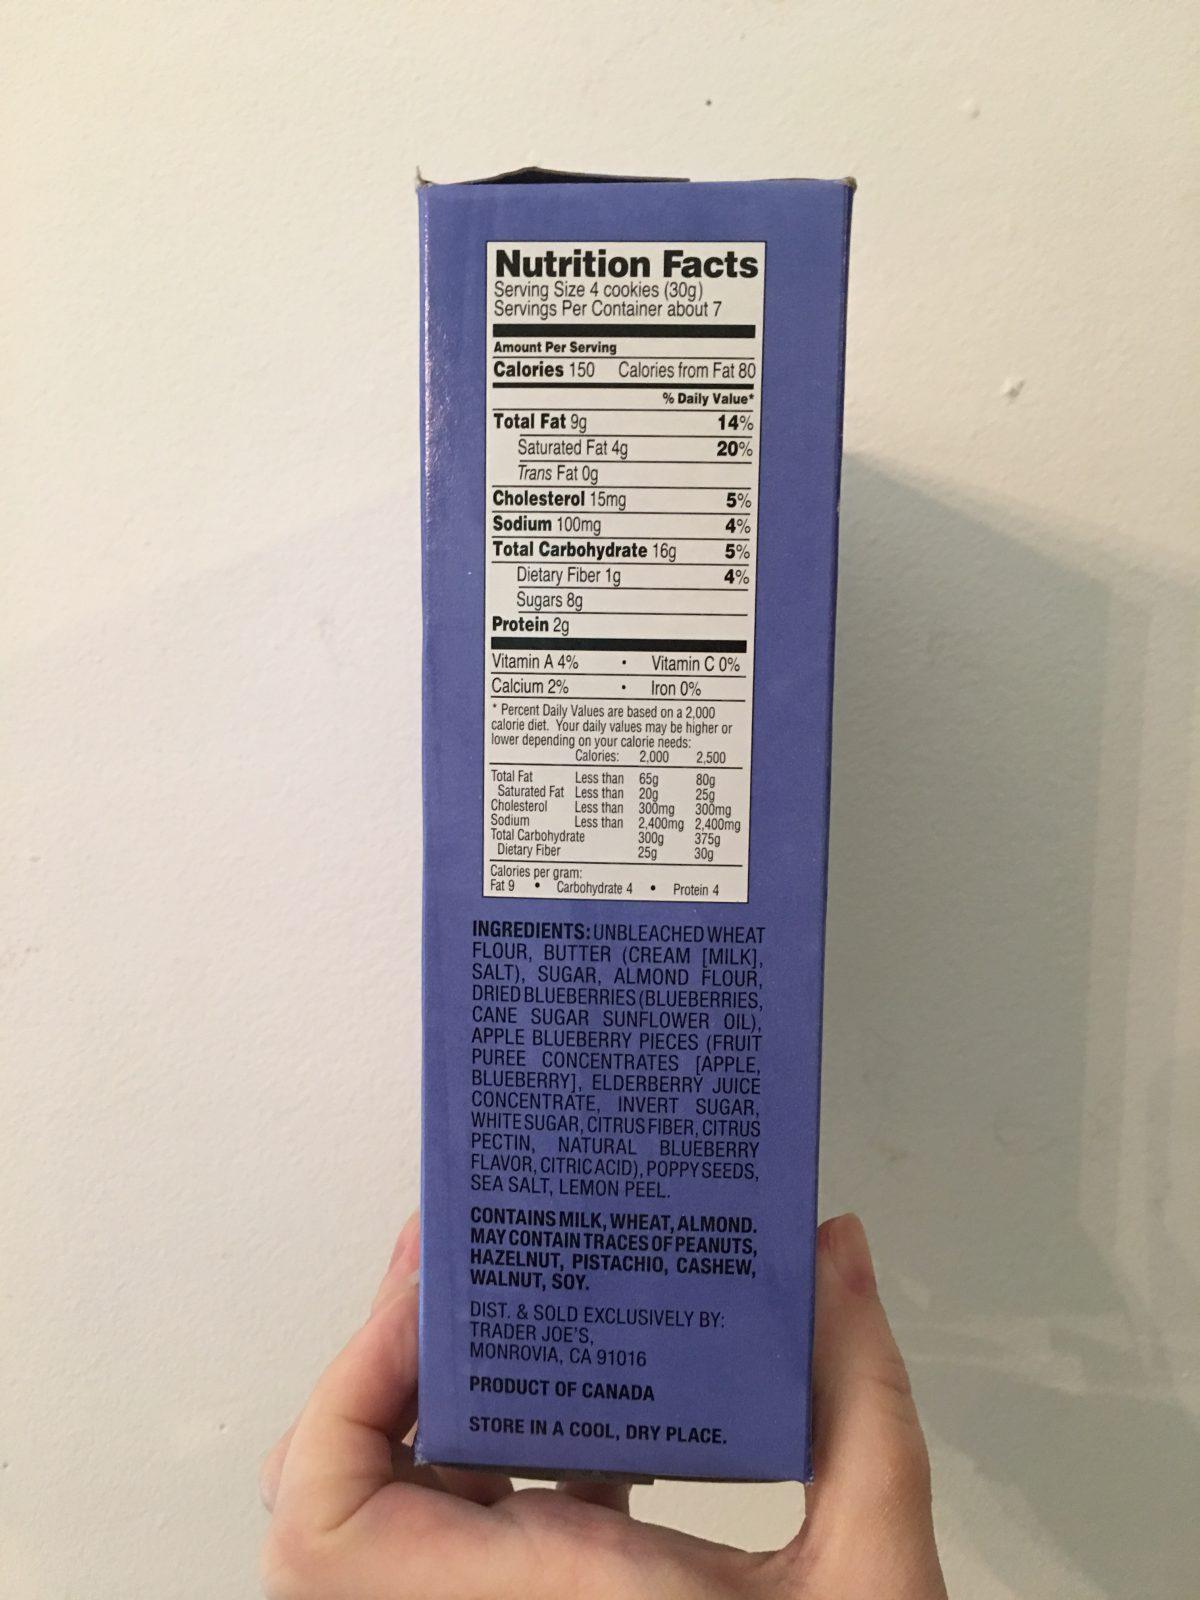 Nutrition Facts
Serving Size 4 cookies (30g)
Servings Per Container about 7
Amount Per Serving
Calories 150 Calories from Fat 80
% Daily Value*
Total Fat 9g 14%
Saturated Fat 4g 20%
Trans Fat 0g
Cholesterol 15mg 5%
Sodium 100mg 4%
Total Carbohydrate 16g 5%
Dietary Fiber 1g 4%
Sugars 8g
Protein 2g
Vitamin A 4% • Vitamin C 0%
Calcium 2% • Iron 0%
* Percent Daily Values are based on a 2,000
calorie diet. Your daily values may be higher or
lower depending on your calorie needs:
Calories: 2,000 2,500
Total Fat Less than 65g 80g
Saturated Fat Less than 20g 25g
Cholesterol Less than 300mg 300mg
Sodium Less than 2,400mg 2,400mg
Total Carbohydrate 300g 375g
Dietary Fiber 25g 30g
Calories per gram:
Fat 9 • Carbohydrate 4 • Protein 4
INGREDIENTS: UNBLEACHED WHEAT
FLOUR, BUTTER (CREAM [MILK],
SALT), SUGAR, ALMOND FLOUR,
DRIED BLUEBERRIES (BLUEBERRIES,
CANE SUGAR SUNFLOWER OIL),
APPLE BLUEBERRY PIECES (FRUIT
PUREE CONCENTRATES [APPLE,
BLUEBERRY], ELDERBERRY JUICE
CONCENTRATE, INVERT SUGAR,
WHITE SUGAR, CITRUS FIBER, CITRUS
PECTIN, NATURAL BLUEBERRY
FLAVOR, CITRIC ACID), POPPY SEEDS,
SEA SALT, LEMON PEEL.
CONTAINS MILK, WHEAT, ALMOND.
MAY CONTAIN TRACES OF PEANUTS,
HAZELNUT, PISTACHIO, CASHEW,
WALNUT, SOY.
DIST. & SOLD EXCLUSIVELY BY:
TRADER JOE'S,
MONROVIA, CA 91016
PRODUCT OF CANADA
STORE IN A COOL, DRY PLACE.